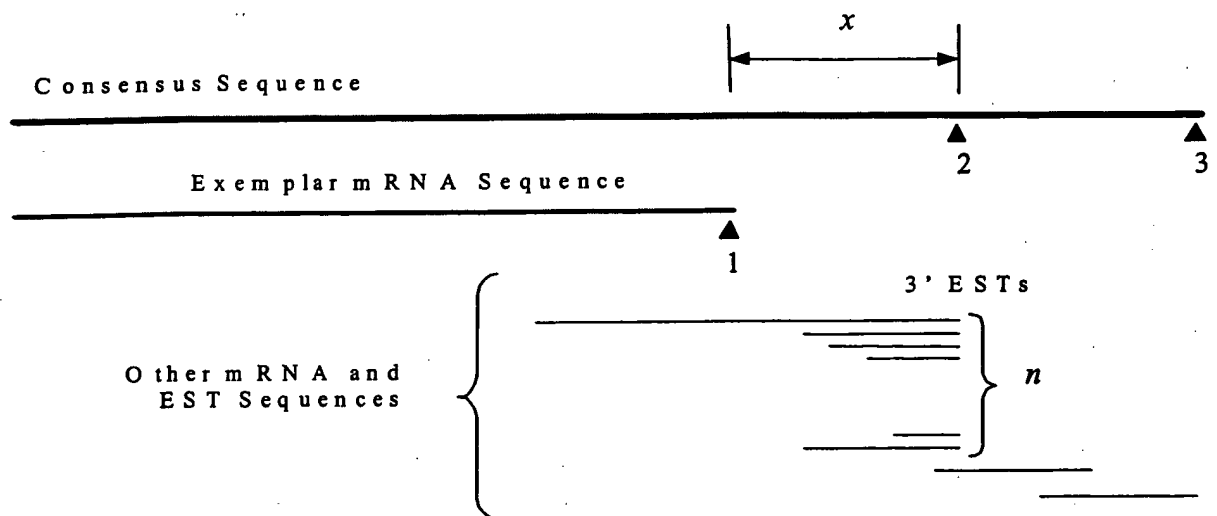 x
Consensus Sequence
2
3
Exemplar mRNA Sequence
1
3' ESTs
Other mRNA and
EST Sequences
n